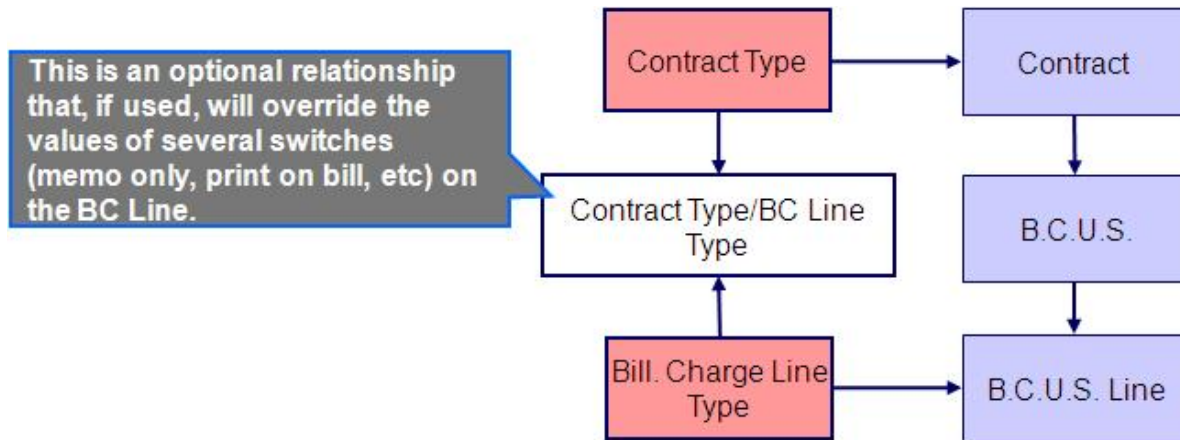 This is an optional relationship
that, if used, will override the
values of several switches
(memo only, print on bill, etc) on
the BC Line.
Contract Type
Contract
Contract Type/BC Line
Type
B.C.U.S.
Bill. Charge Line
Type
B.C.U.S. Line